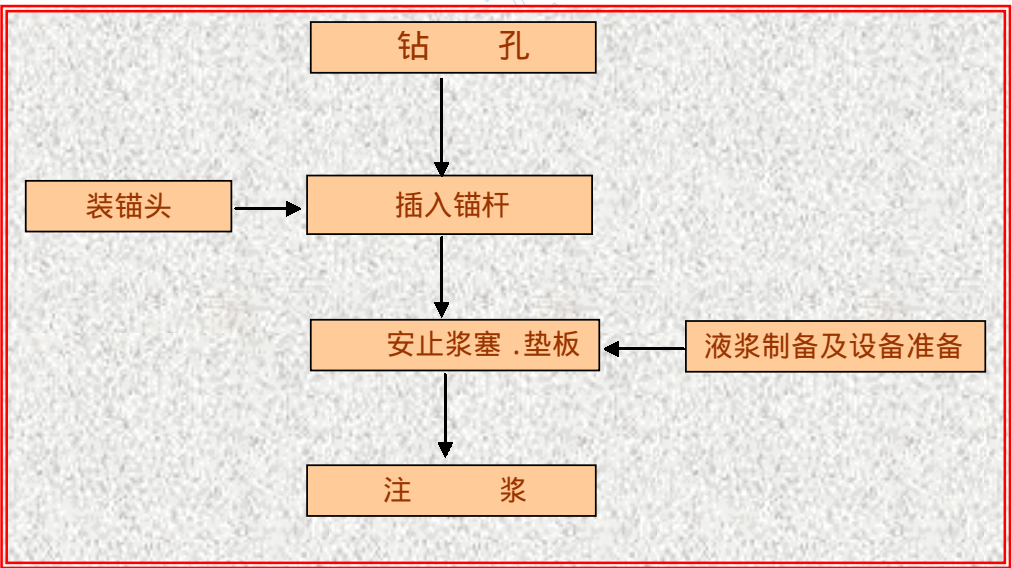 钻 孔
装锚头
插入锚杆
安止浆塞 .垫板
液浆制备及设备准备
注 浆